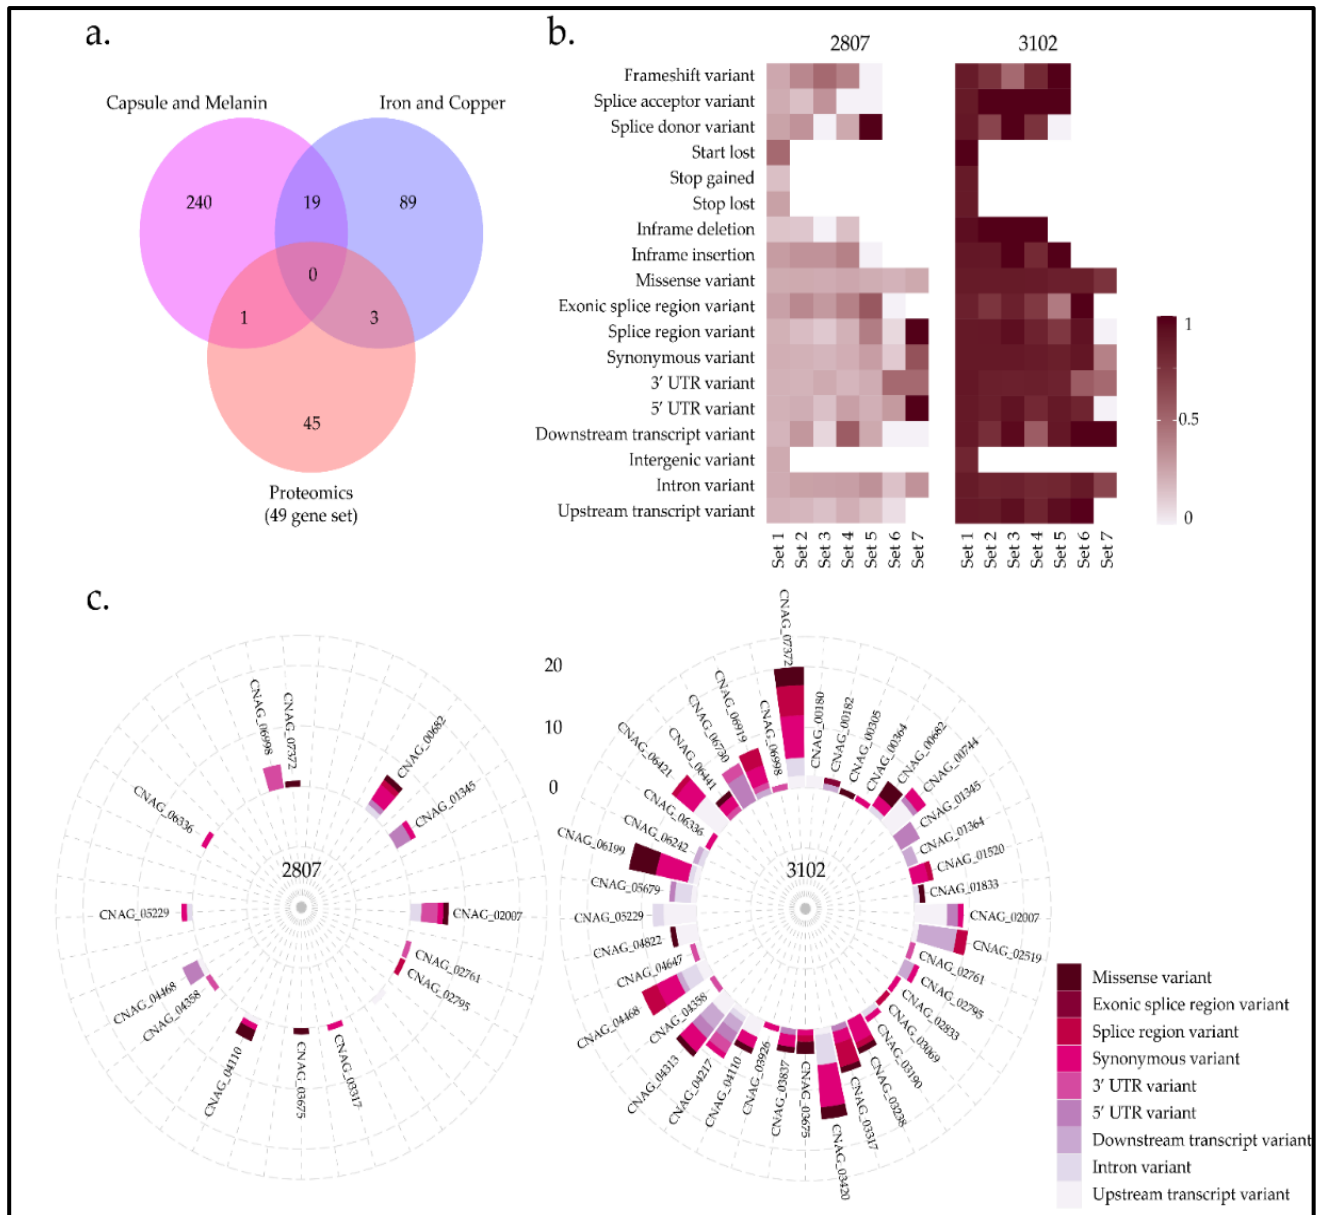 a.
Capsule and Melanin
Iron and Copper
240
19
89
0
1
3
45
Proteomics
(49 gene set)
b.
2807
3102
Frameshift variant
Splice acceptor variant
Splice donor variant
Start lost
Stop gained
Stop lost
Inframe deletion
Inframe insertion
Missense variant
Exonic splice region variant
Splice region variant
Synonymous variant
3′ UTR variant
5′ UTR variant
Downstream transcript variant
Intergenic variant
Intron variant
Upstream transcript variant
Set 1
Set 2
Set 3
Set 4
Set 5
Set 6
Set 7
Set 1
Set 2
Set 3
Set 4
Set 5
Set 6
Set 7
1
0.5
0
c.
2807
CNAG_00682
CNAG_01345
CNAG_02007
CNAG_02761
CNAG_02795
CNAG_03317
CNAG_03675
CNAG_04110
CNAG_04358
CNAG_04468
CNAG_05229
CNAG_06336
CNAG_06998
CNAG_07372
20
10
0
3102
CNAG_00180
CNAG_00182
CNAG_00305
CNAG_00364
CNAG_00682
CNAG_00744
CNAG_01345
CNAG_01364
CNAG_01520
CNAG_01833
CNAG_02007
CNAG_02519
CNAG_02761
CNAG_02795
CNAG_02833
CNAG_03069
CNAG_03190
CNAG_03238
CNAG_03317
CNAG_03420
CNAG_03675
CNAG_03837
CNAG_03926
CNAG_04110
CNAG_04217
CNAG_04313
CNAG_04358
CNAG_04468
CNAG_04647
CNAG_04822
CNAG_05229
CNAG_05679
CNAG_06199
CNAG_06242
CNAG_06336
CNAG_06421
CNAG_06441
CNAG_06730
CNAG_06919
CNAG_06998
CNAG_07372
Missense variant
Exonic splice region variant
Splice region variant
Synonymous variant
3′ UTR variant
5′ UTR variant
Downstream transcript variant
Intron variant
Upstream transcript variant